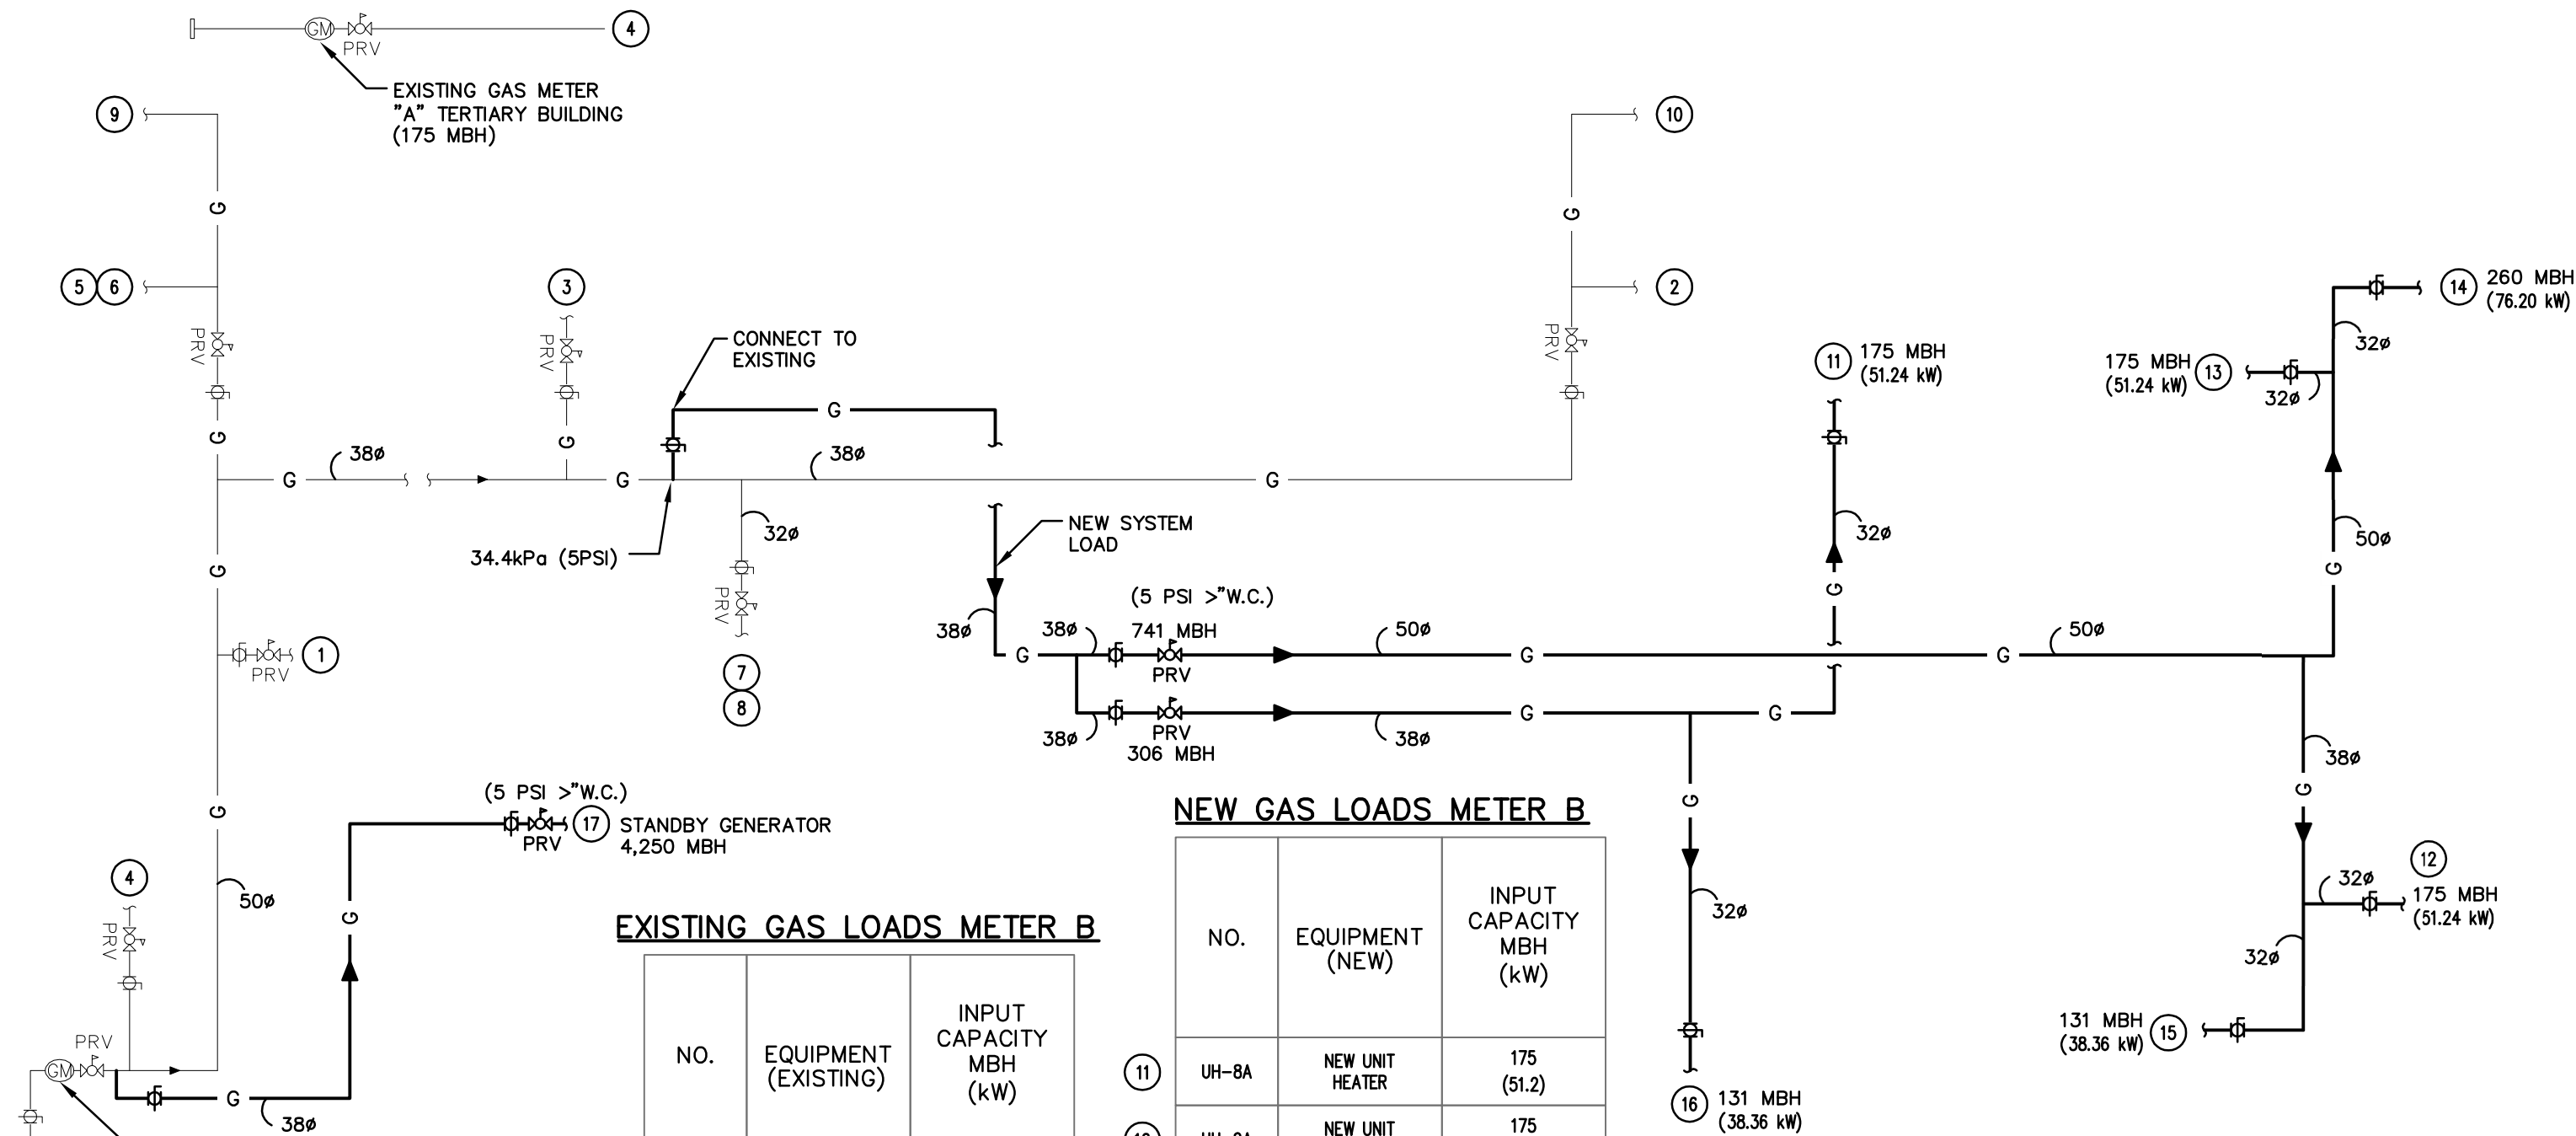 GM
PRV
4
EXISTING GAS METER
"A" TERTIARY BUILDING
(175 MBH)
9
10
G
G
5
6
3
2
PRV
PRV
PRV
CONNECT TO
EXISTING
11
175 MBH
(51.24 kW)
175 MBH
(51.24 kW)
13
32ø
14
260 MBH
(76.20 kW)
32ø
G
G
G
38ø
G
G
38ø
G
34.4kPa (5PSI)
32ø
PRV
7
8
NEW SYSTEM
LOAD
38ø
32ø
G
50ø
G
G
G
1
PRV
(5 PSI >"W.C.)
38ø
741 MBH
PRV
50ø
G
G
50ø
38ø
PRV
306 MBH
38ø
G
G
G
38ø
G
(5 PSI >"W.C.)
PRV
17
STANDBY GENERATOR
4,250 MBH
G
4
PRV
50ø
G
G
32ø
32ø
12
175 MBH
(51.24 kW)
32ø
131 MBH
(38.36 kW)
15
16
131 MBH
(38.36 kW)
PRV
GM
G
38ø
EXISTING GAS LOADS METER B
NO.
EQUIPMENT
(EXISTING)
INPUT
CAPACITY
MBH
(kW)
NEW GAS LOADS METER B
NO.
EQUIPMENT
(NEW)
INPUT
CAPACITY
MBH
(kW)
11
UH-8A
NEW UNIT
HEATER
175
(51.2)
NEW UNIT
175